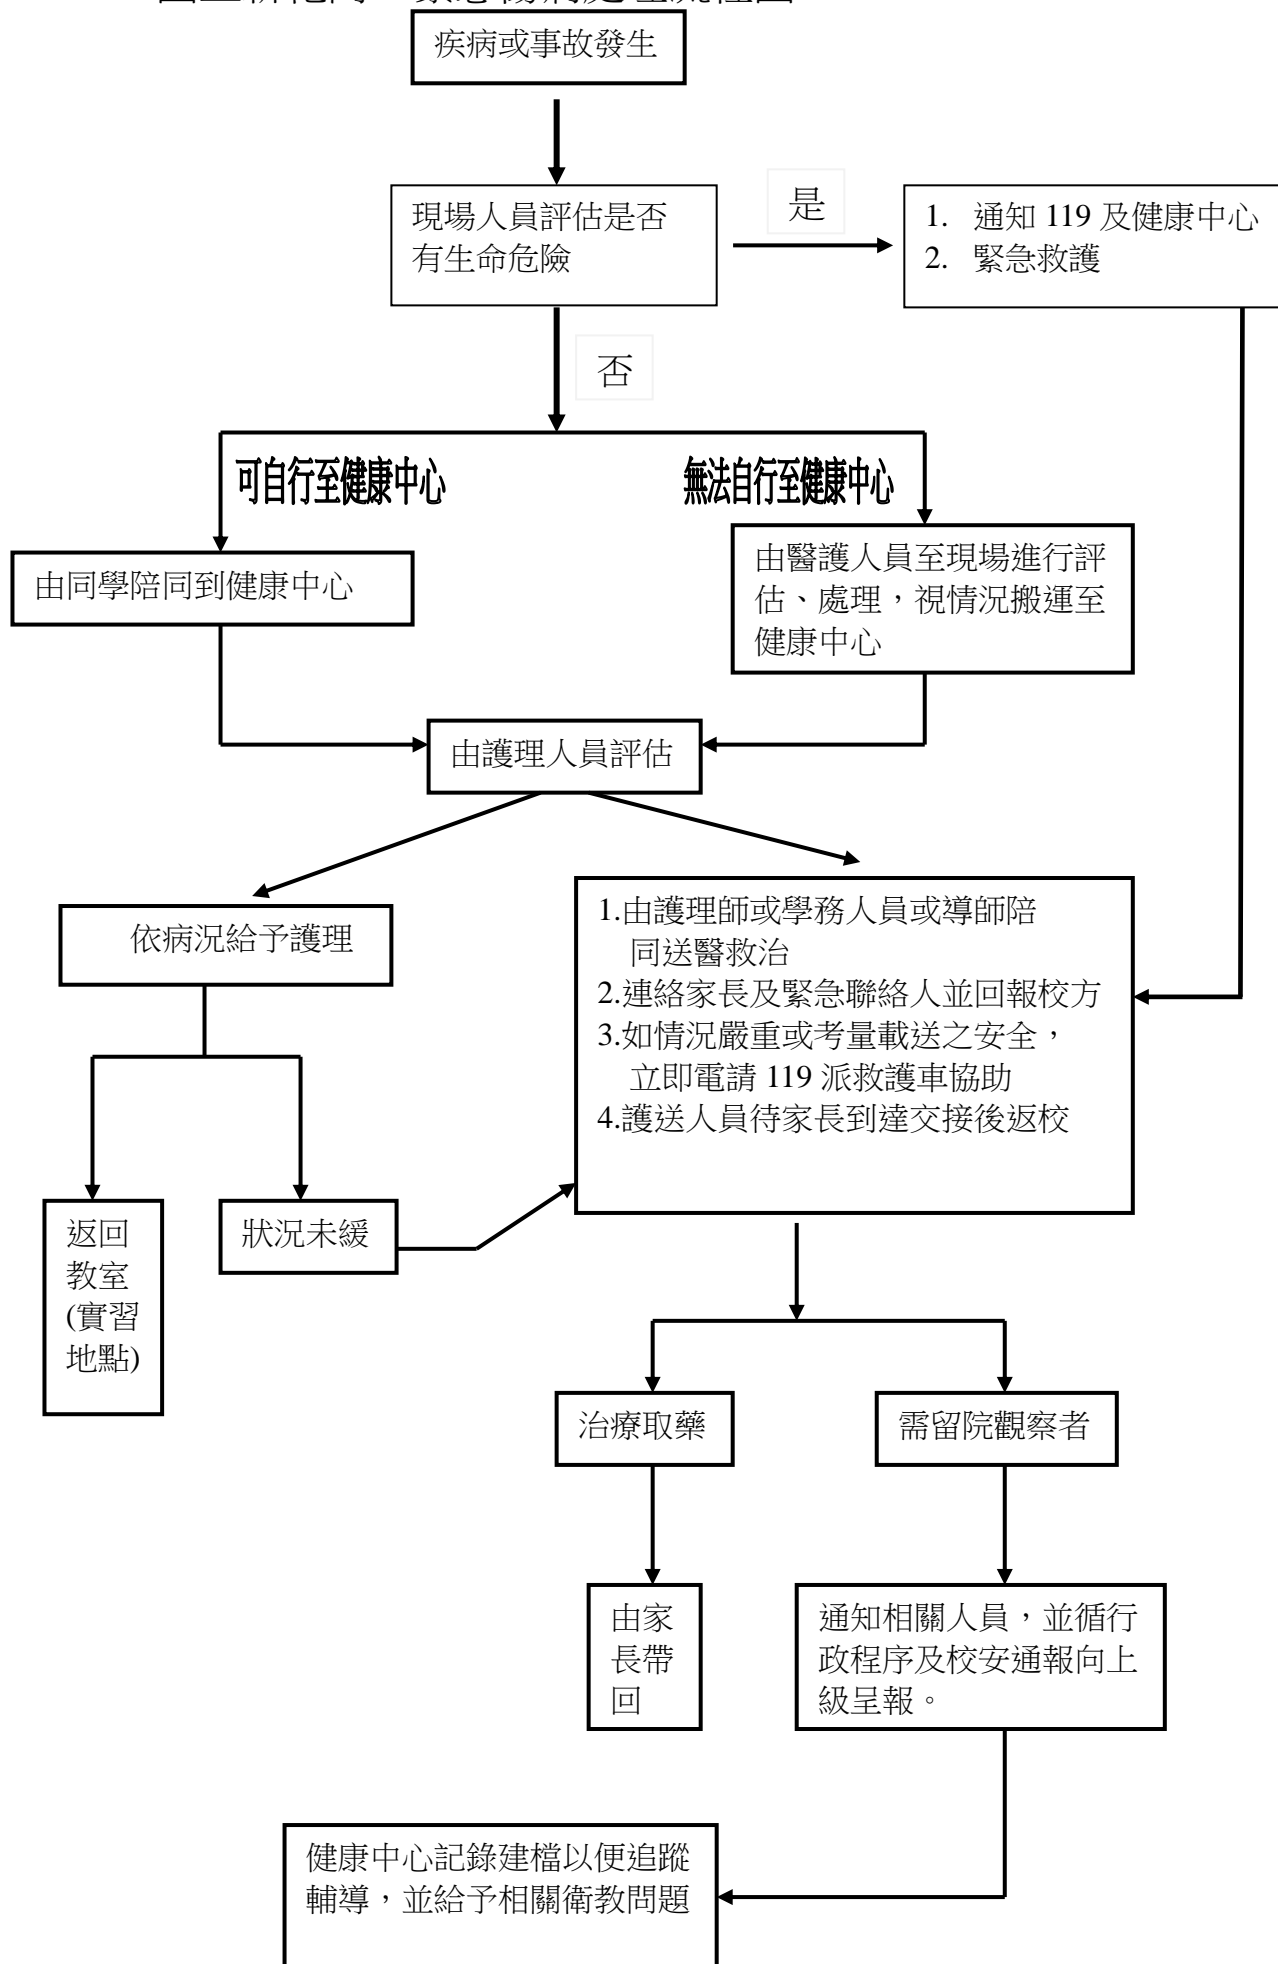 疾病或事故發生
現場人員評估是否
有生命危險
是
1. 通知 119 及健康中心
2. 緊急救護
否
可自行至健康中心
無法自行至健康中心
由同學陪同到健康中心
由醫護人員至現場進行評
估、處理，視情況搬運至
健康中心
由護理人員評估
依病況給予護理
1.由護理師或學務人員或導師陪
同送醫救治
2.連絡家長及緊急聯絡人並回報校方
3.如情況嚴重或考量載送之安全，
立即電請 119 派救護車協助
4.護送人員待家長到達交接後返校
返回
教室
(實習
地點)
狀況未緩
治療取藥
需留院觀察者
由家
長帶
回
通知相關人員，並循行
政程序及校安通報向上
級呈報。
健康中心記錄建檔以便追蹤
輔導，並給予相關衛教問題